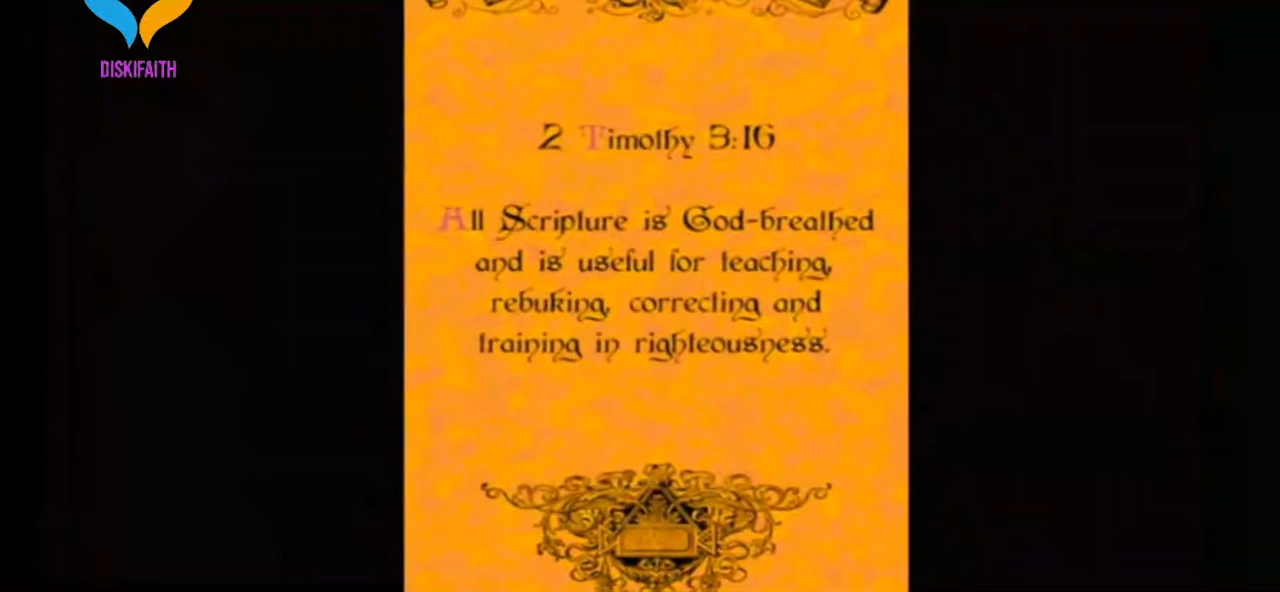 DISKIFAITH
2 Timothy 3:16
All Scripture is God-breathed
and is useful for teaching,
rebuking, correcting and
training in righteousness.